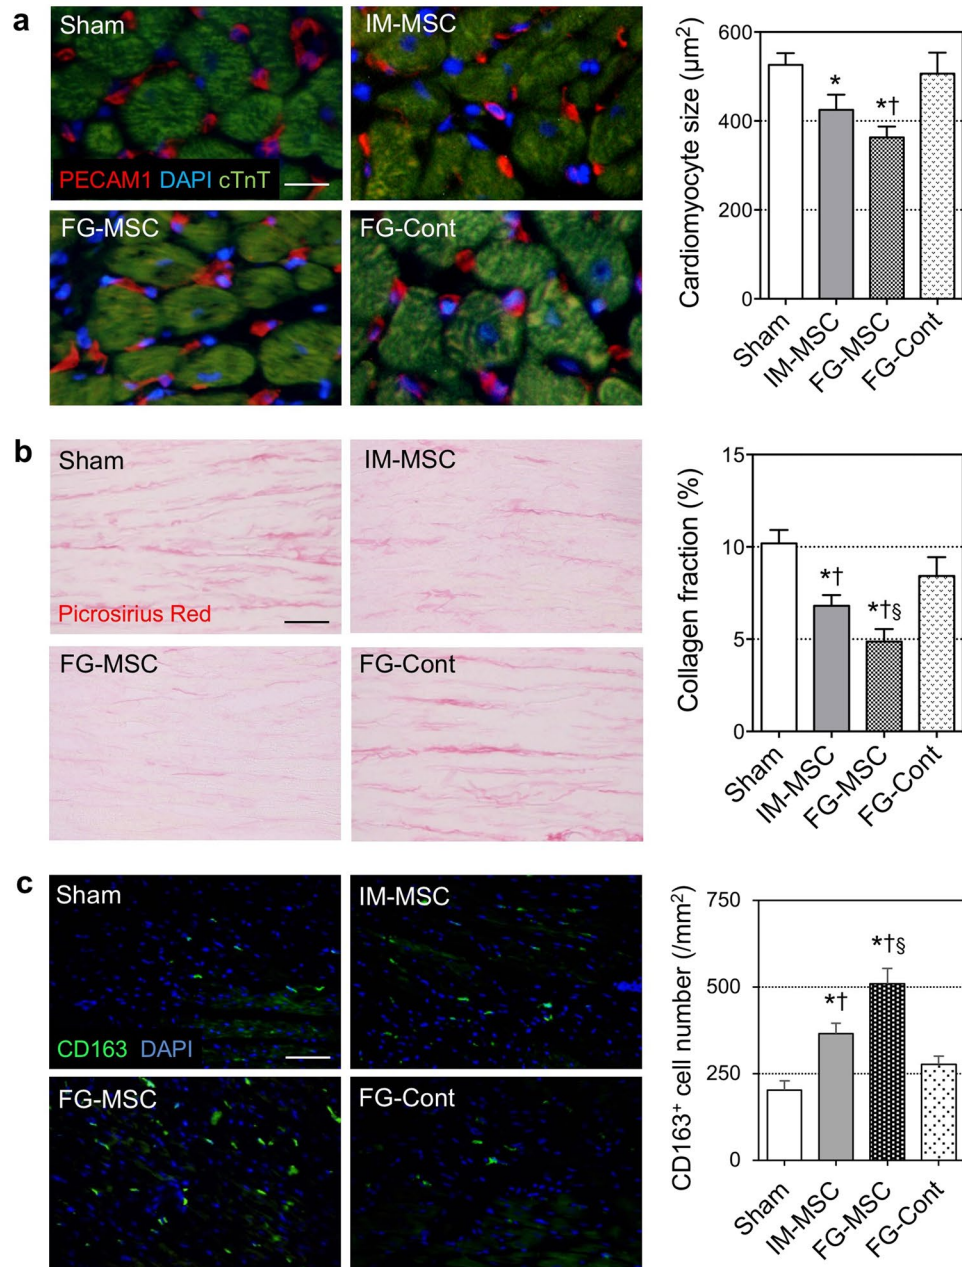 a
Sham
IM-MSC
PECAM1 DAPI cTnT
FG-MSC
FG-Cont
Cardiomyocyte size (µm²)
600
400
200
0
*
*†
Sham
IM-MSC
FG-MSC
FG-Cont
b
Sham
IM-MSC
Picrosirius Red
FG-MSC
FG-Cont
Collagen fraction (%)
15
10
5
0
*†
*†§
Sham
IM-MSC
FG-MSC
FG-Cont
c
Sham
IM-MSC
CD163 DAPI
FG-MSC
FG-Cont
CD163⁺ cell number (/mm²)
750
500
250
0
*†
*†§
Sham
IM-MSC
FG-MSC
FG-Cont